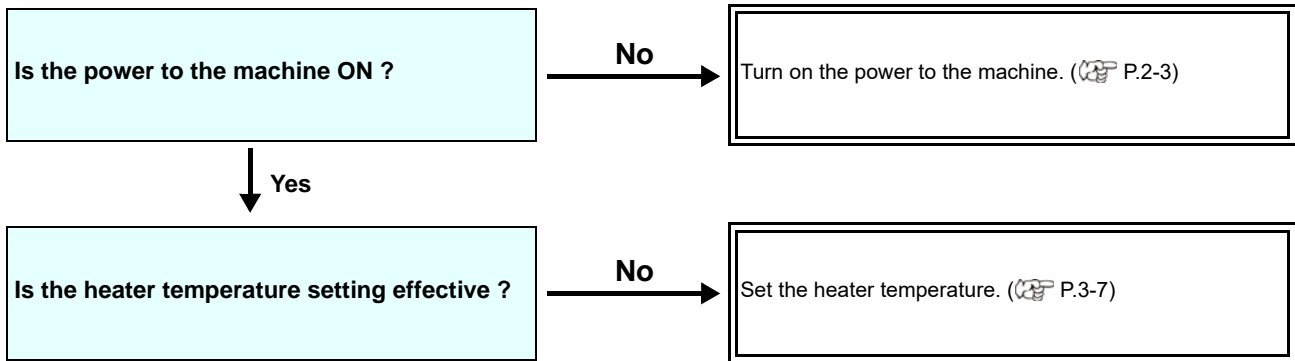 Is the power to the machine ON ?
No
Turn on the power to the machine. ( P.2-3)
Yes
Is the heater temperature setting effective ?
No
Set the heater temperature. ( P.3-7)